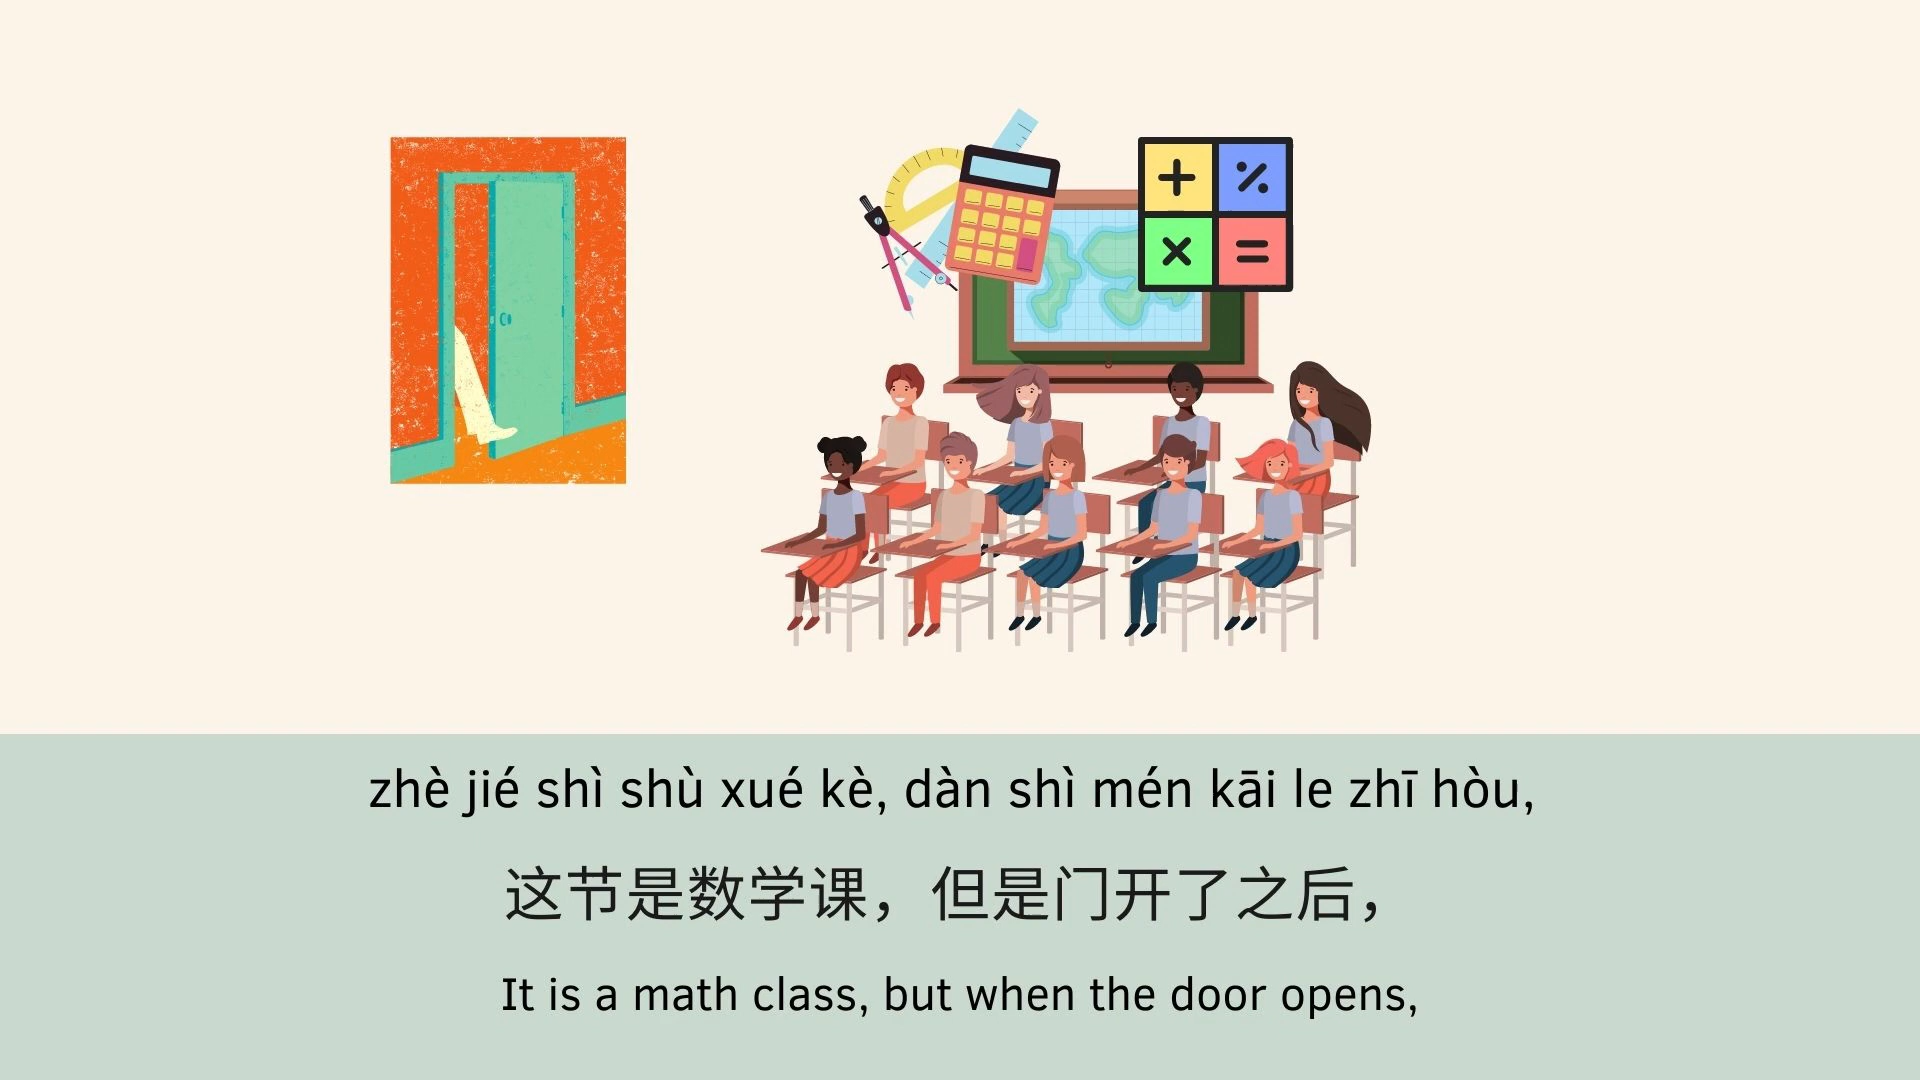 zhè jié shì shù xué kè, dàn shì mén kāi le zhī hòu,
这节是数学课，但是门开了之后，
It is a math class, but when the door opens,